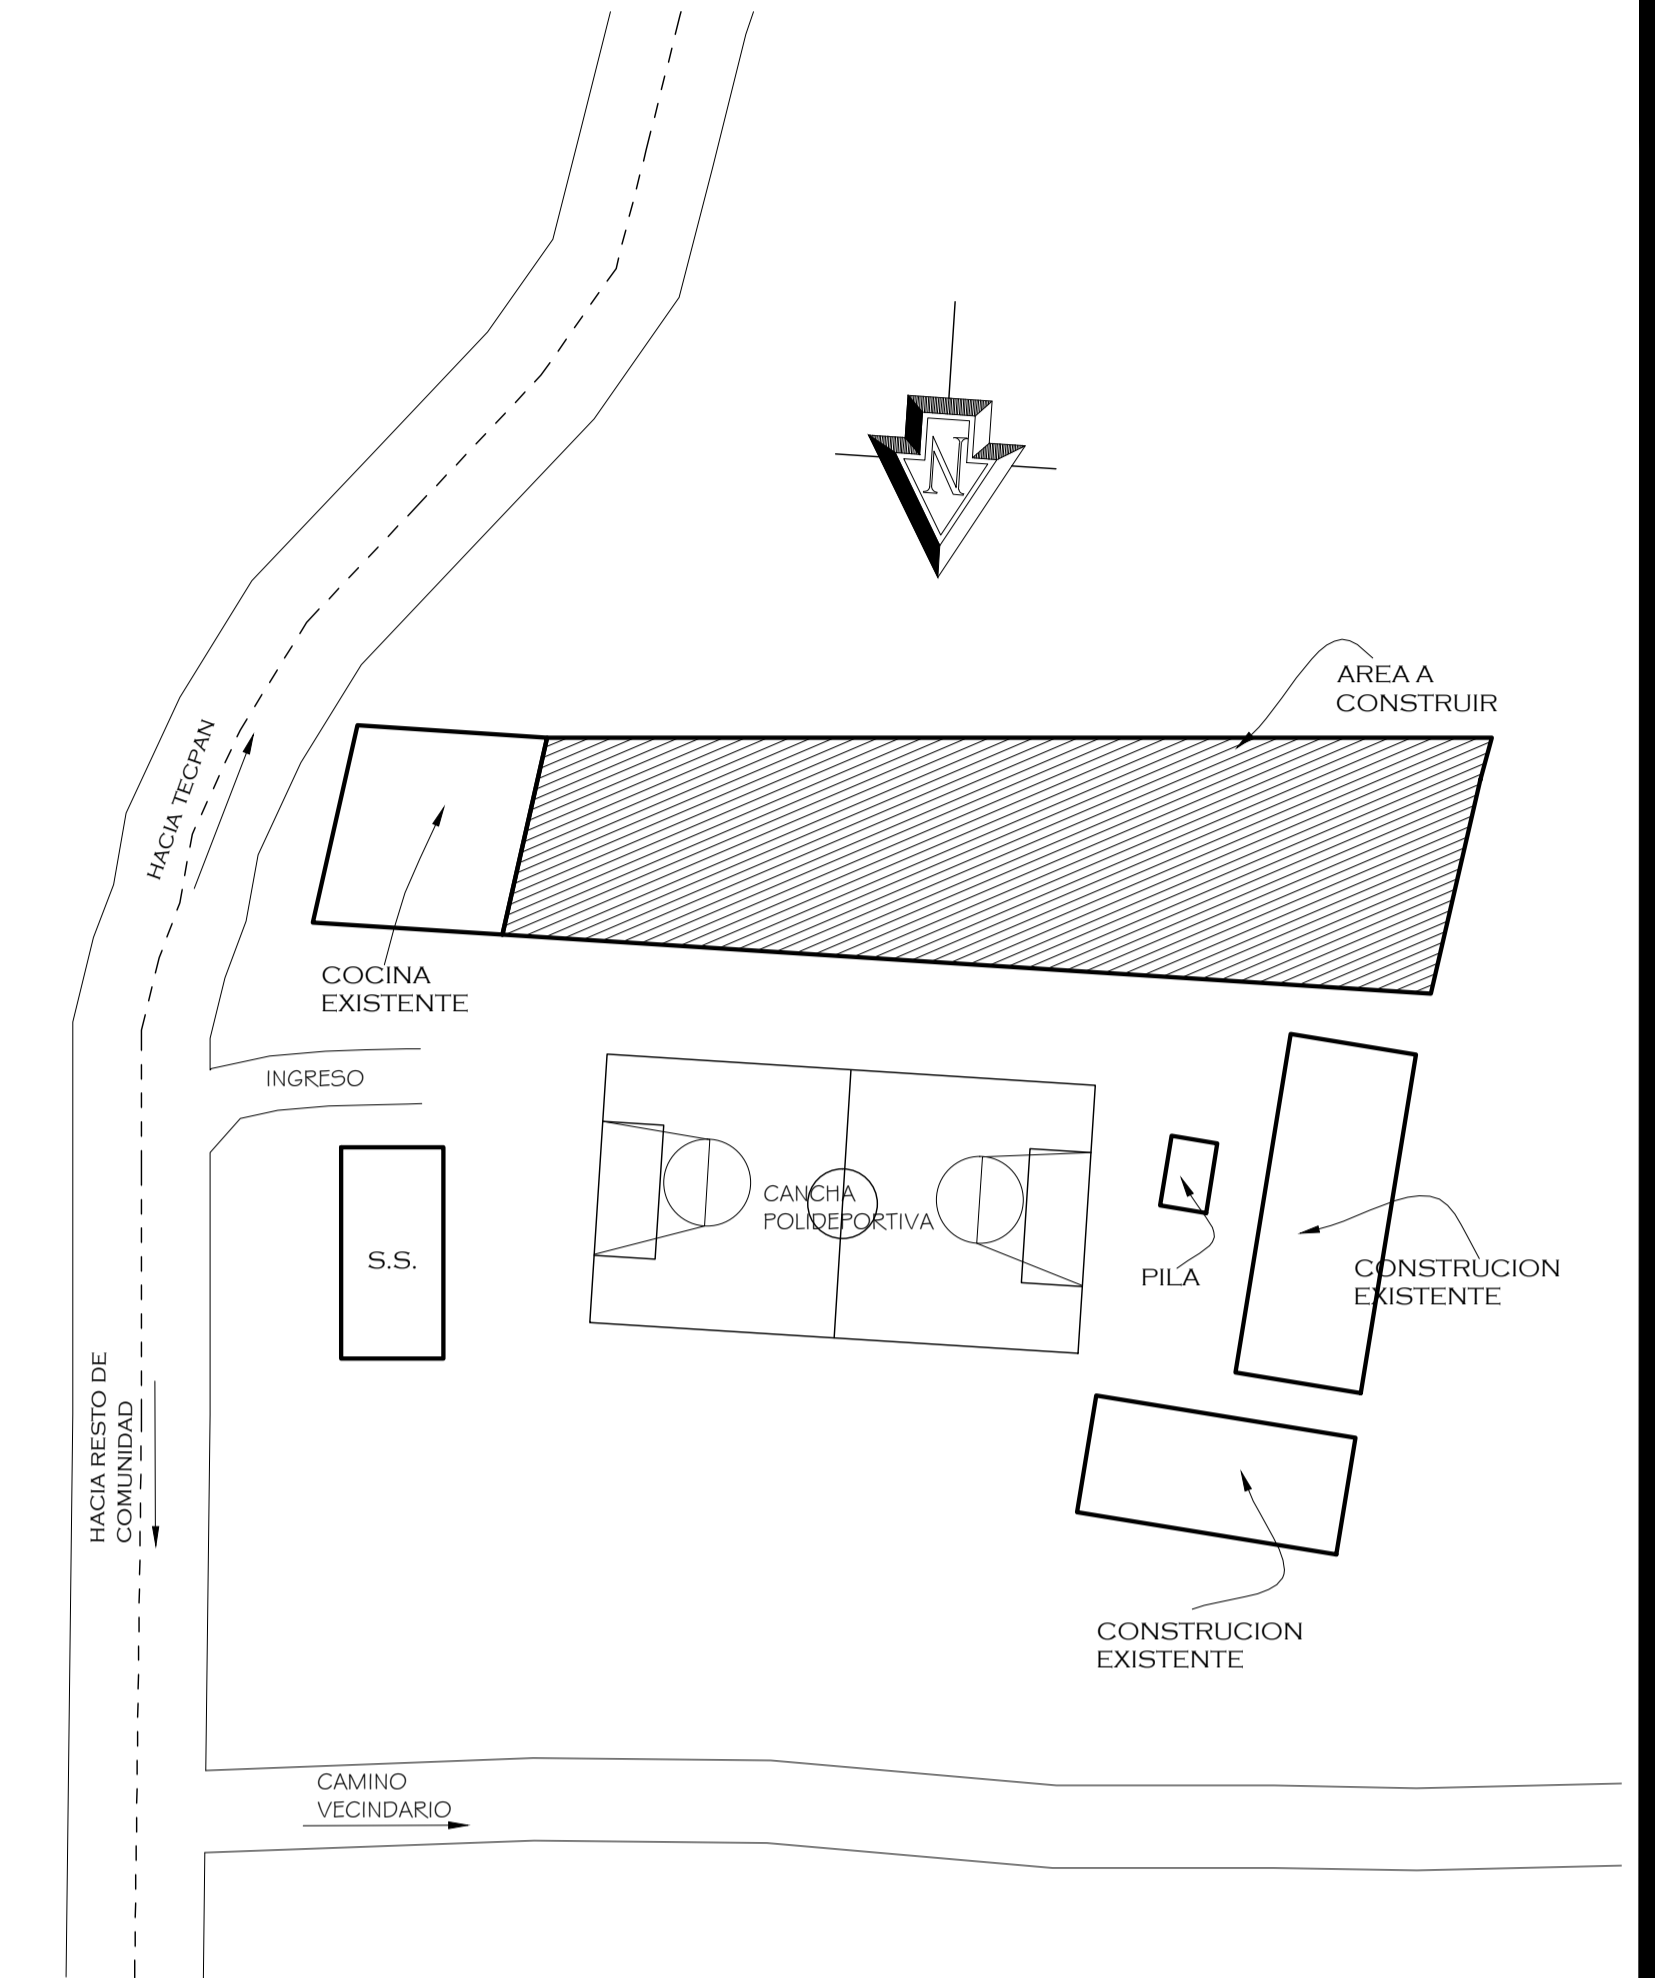 N
AREA A
CONSTRUIR
HACIA TECPAN
COCINA
EXISTENTE
INGRESO
CANCHA
POLIDEPORTIVA
S.S.
PILA
CONSTRUCION
EXISTENTE
HACIA RESTO DE
COMUNIDAD
CONSTRUCION
EXISTENTE
CAMINO
VECINDARIO